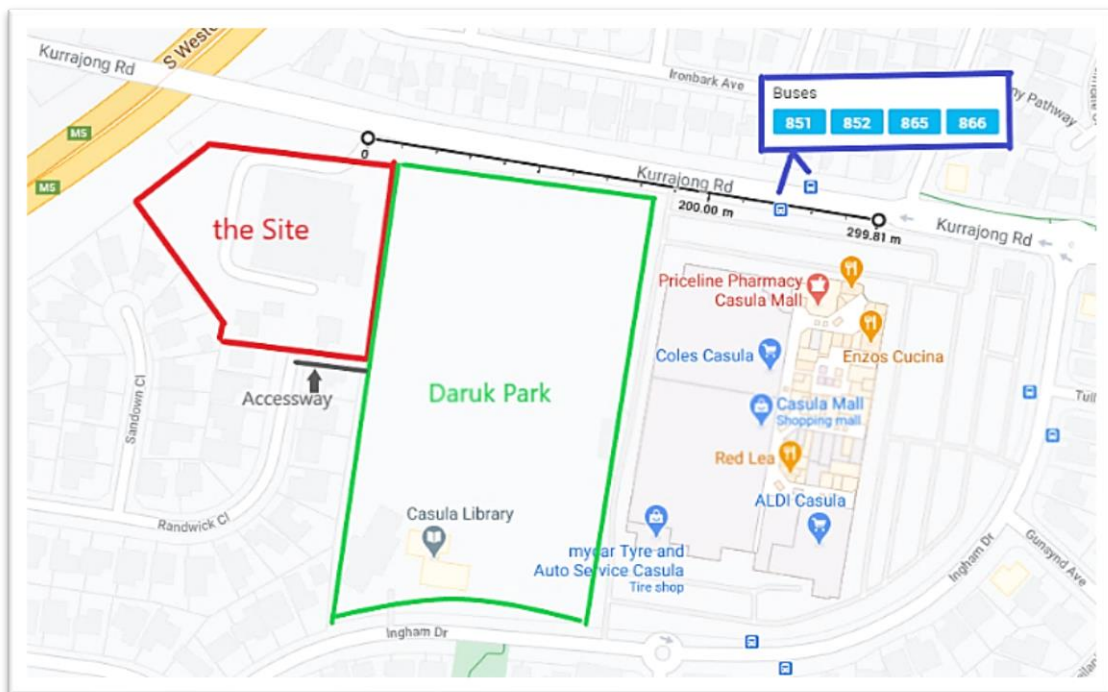 Kurrajong Rd
S West
M5
M5
Ironbark Ave
Buses
851 852 865 866
ny Pathway
0
Kurrajong Rd
200.00 m
299.81 m
Kurrajong Rd
the Site
Priceline Pharmacy
Casula Mall
Coles Casula
Enzos Cucina
Accessway
Daruk Park
Casula Mall
Shopping mall
Red Lea
Sandown Cl
Tull
Randwick Cl
Casula Library
ALDI Casula
mycar Tyre and
Auto Service Casula
Tire shop
Ingham Dr
Gunsynd Ave
Ingham Dr